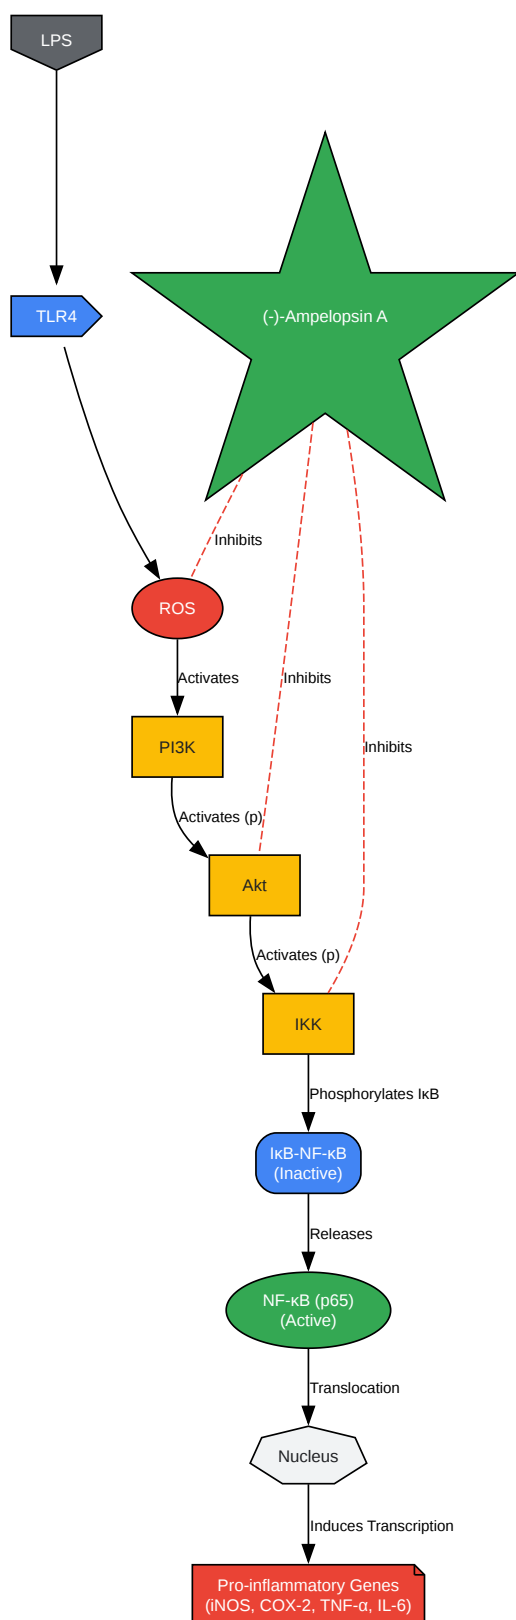 LPS
TLR4
(-)-Ampelopsin A
Inhibits
ROS
Activates
Inhibits
PI3K
Inhibits
Activates (p)
Akt
Activates (p)
IKK
Phosphorylates IκB
IκB-NF-κB
(Inactive)
Releases
NF-κB (p65)
(Active)
Translocation
Nucleus
Induces Transcription
Pro-inflammatory Genes
(iNOS, COX-2, TNF-α, IL-6)